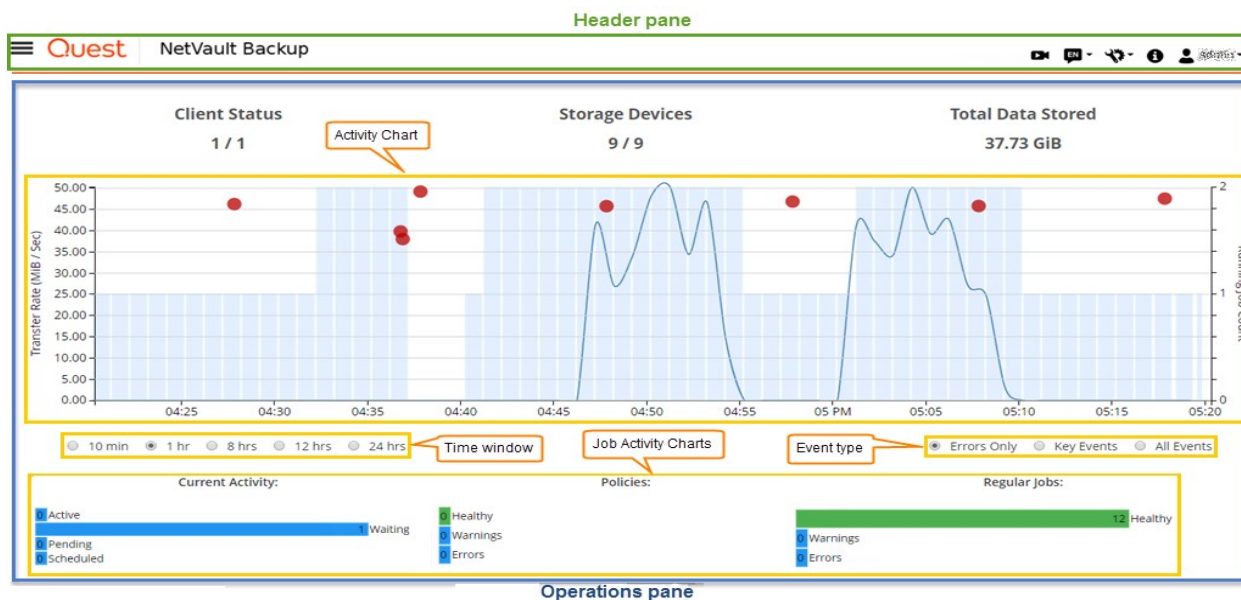 Header pane
Quest NetVault Backup
EN
Client Status Storage Devices Total Data Stored
1 / 1 9 / 9 37.73 GiB
Activity Chart
Transfer Rate (MiB / Sec)
50.00
45.00
40.00
35.00
30.00
25.00
20.00
15.00
10.00
5.00
0.00
2
1
0
04:25 04:30 04:35 04:40 04:45 04:50 04:55 05 PM 05:05 05:10 05:15 05:20
10 min 1 hr 8 hrs 12 hrs 24 hrs
Time window
Job Activity Charts
Event type
Errors Only Key Events All Events
Current Activity: Policies: Regular Jobs:
0 Active
1 Waiting
0 Pending
0 Scheduled
0 Healthy
0 Warnings
0 Errors
12 Healthy
0 Warnings
0 Errors
Operations pane